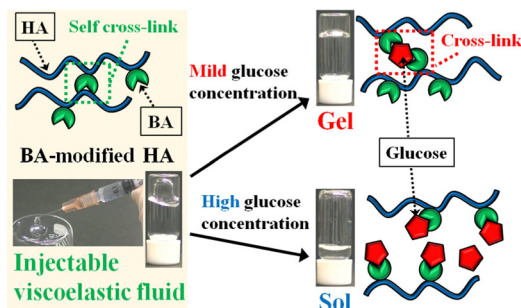 HA
Self cross-link
BA
BA-modified HA
Injectable
viscoelastic fluid
Mild glucose
concentration
High glucose
concentration
Gel
Cross-link
Glucose
Sol